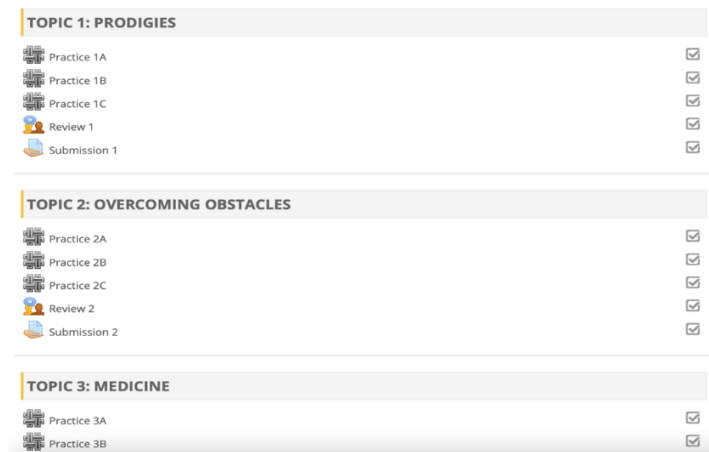 TOPIC 1: PRODIGIES
Practice 1A
Practice 1B
Practice 1C
Review 1
Submission 1
TOPIC 2: OVERCOMING OBSTACLES
Practice 2A
Practice 2B
Practice 2C
Review 2
Submission 2
TOPIC 3: MEDICINE
Practice 3A
Practice 3B